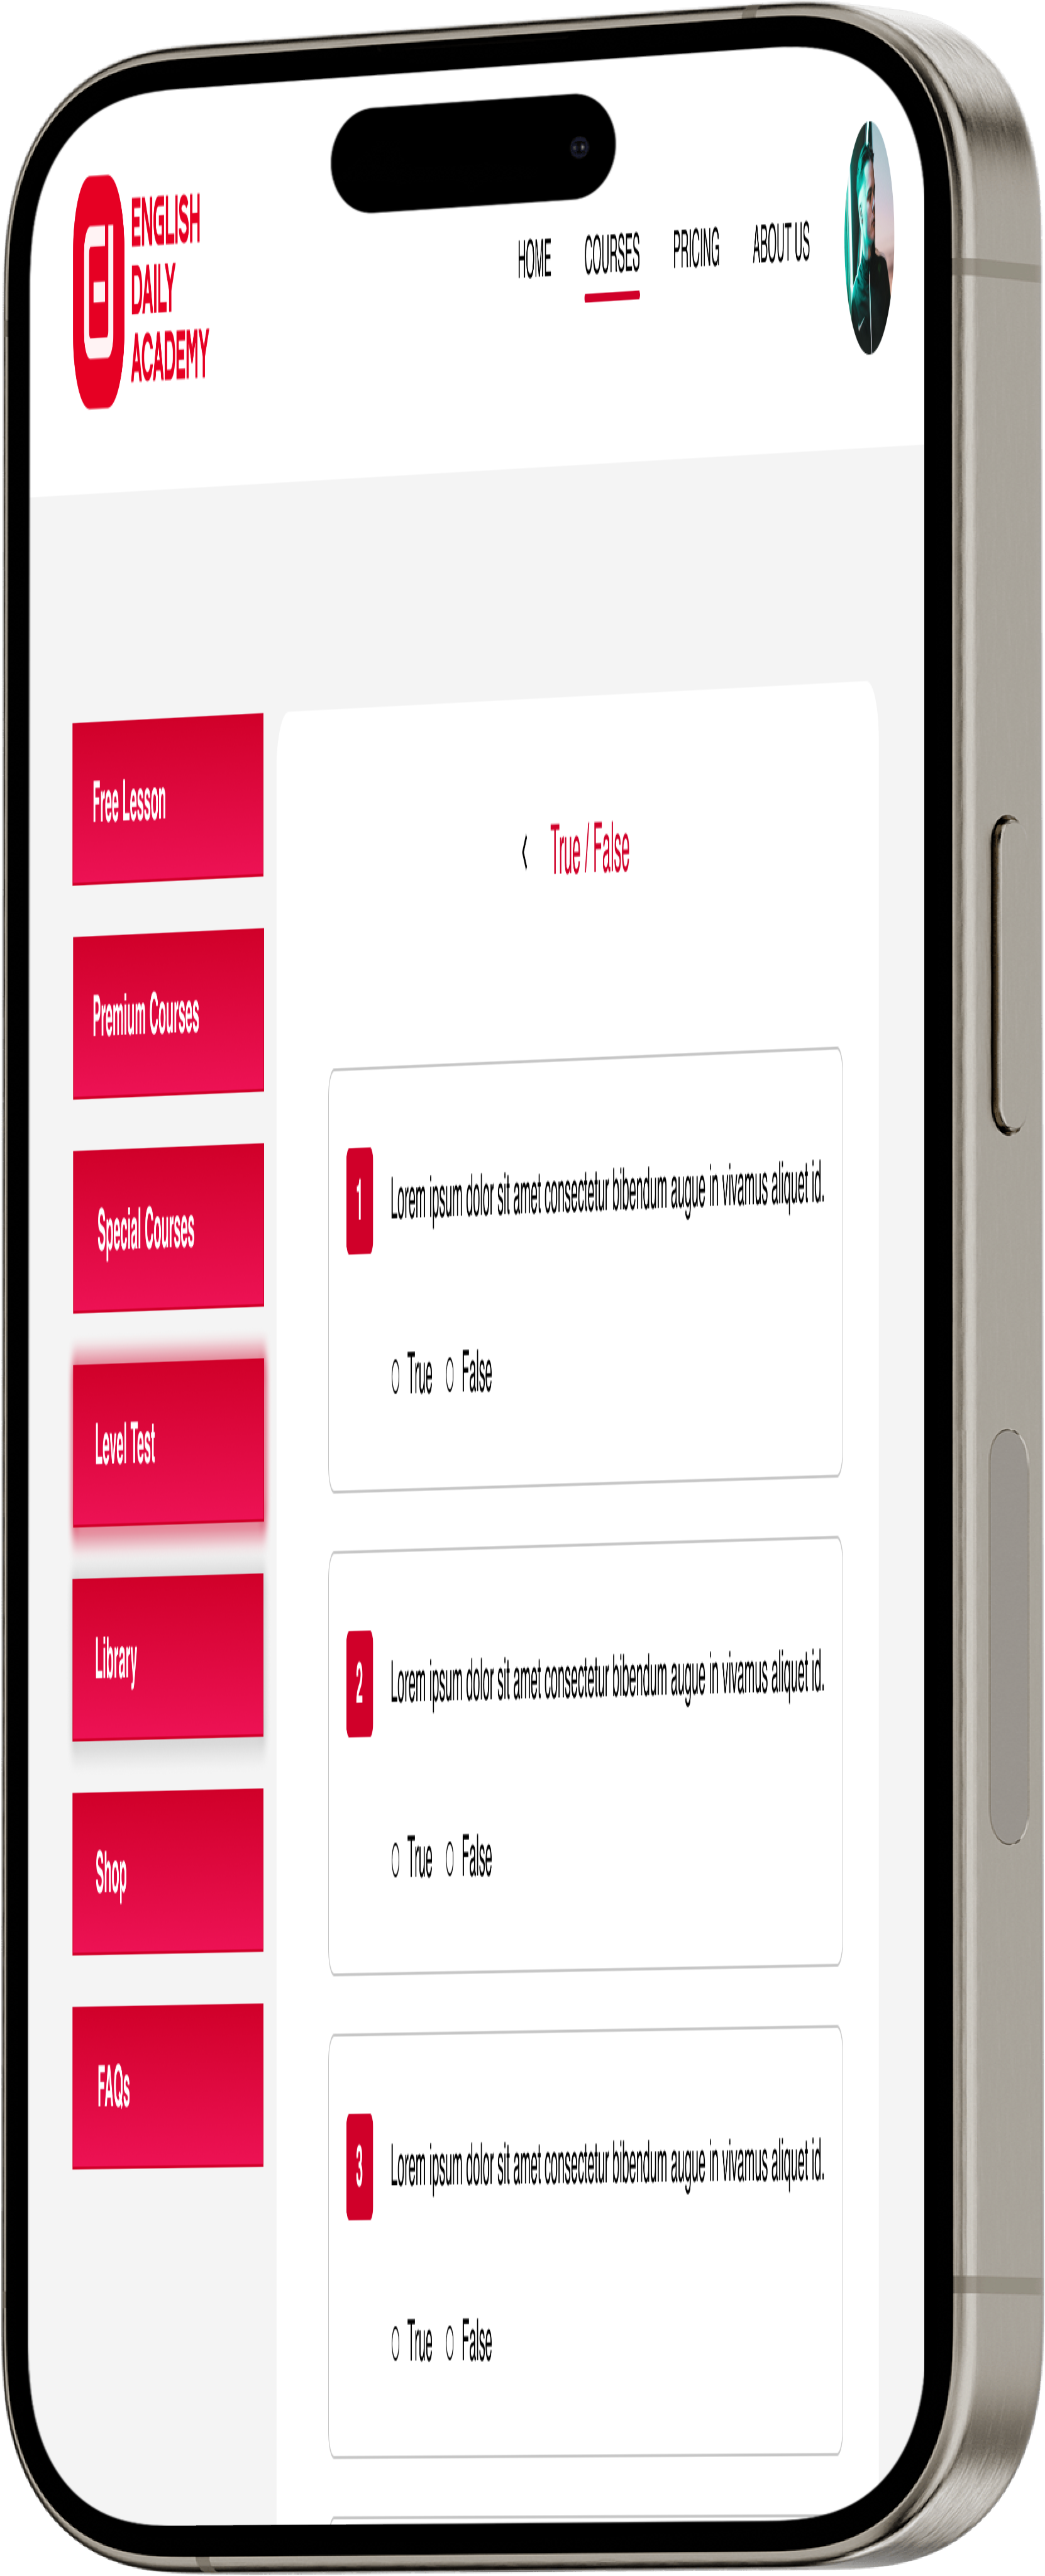 ENGLISH
DAILY
ACADEMY
HOME COURSES PRICING ABOUT US
Free Lesson
Premium Courses
Special Courses
Level Test
Library
Shop
FAQs
< True / False
1 Lorem ipsum dolor sit amet consectetur bibendum augue in vivamus aliquet id.
True False
2 Lorem ipsum dolor sit amet consectetur bibendum augue in vivamus aliquet id.
True False
3 Lorem ipsum dolor sit amet consectetur bibendum augue in vivamus aliquet id.
True False